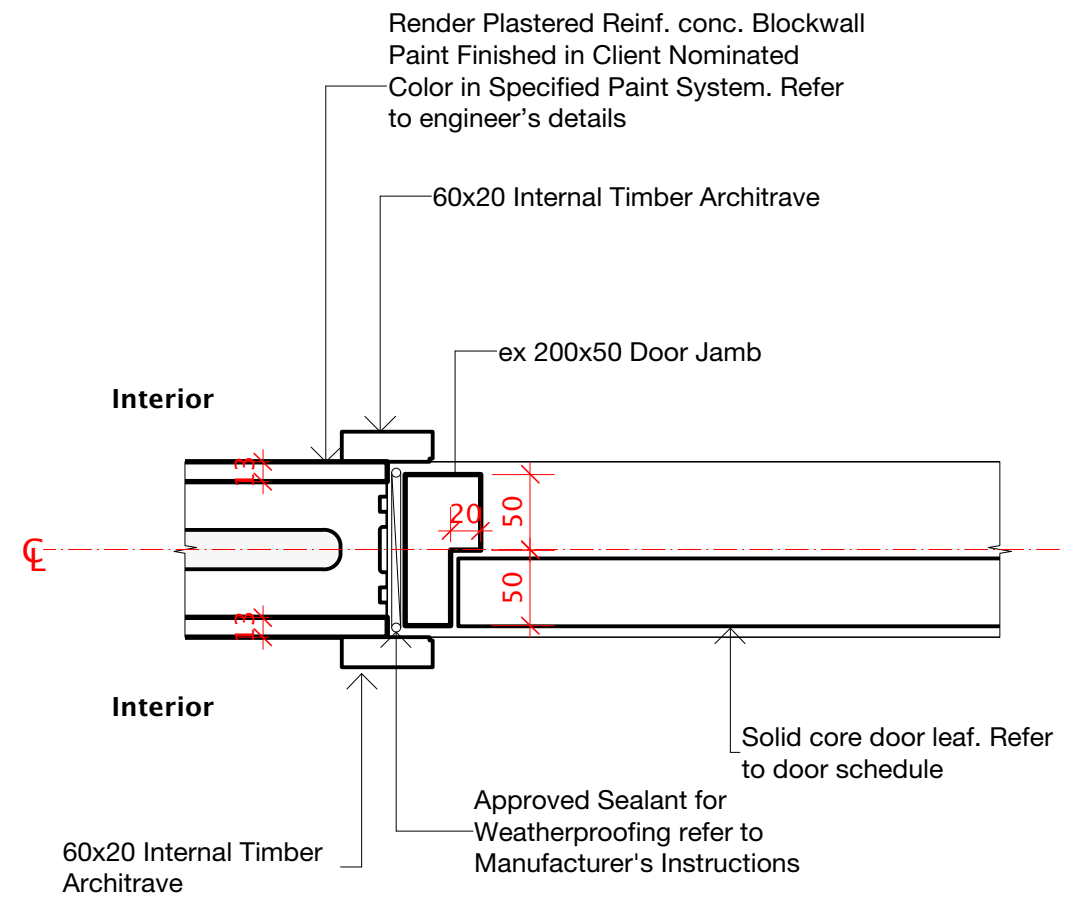 Render Plastered Reinf. conc. Blockwall
Paint Finished in Client Nominated
Color in Specified Paint System. Refer
to engineer’s details
60x20 Internal Timber Architrave
ex 200x50 Door Jamb
Interior
13
20
50
℄
50
13
Interior
Solid core door leaf. Refer
to door schedule
Approved Sealant for
Weatherproofing refer to
Manufacturer's Instructions
60x20 Internal Timber
Architrave